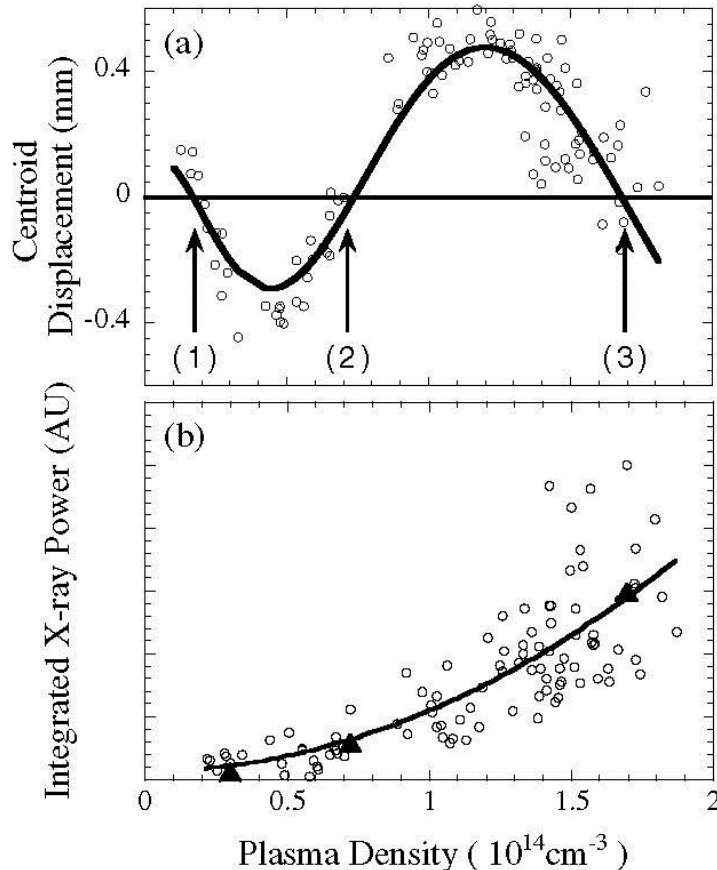 (a)
0.4
0
-0.4
Centroid
Displacement (mm)
(1)
(2)
(3)
(b)
Integrated X-ray Power (AU)
0
0.5
1
1.5
2
Plasma Density ( 10¹⁴cm⁻³ )